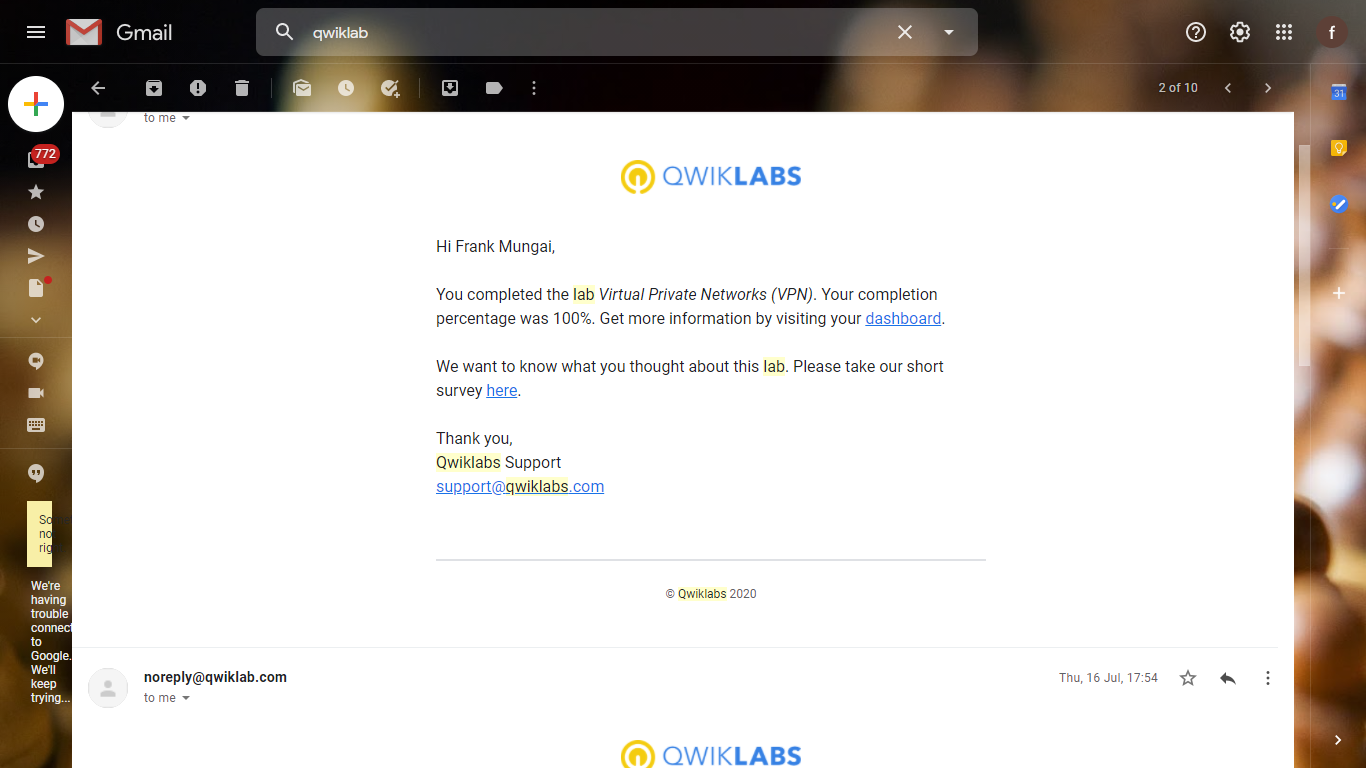 Gmail
qwiklab
f
2 of 10
31
772
to me
QWIKLABS
Hi Frank Mungai,
You completed the lab Virtual Private Networks (VPN). Your completion
percentage was 100%. Get more information by visiting your dashboard.
We want to know what you thought about this lab. Please take our short
survey here.
Thank you,
Qwiklabs Support
support@qwiklabs.com
So
no
rig
We're
having
trouble
connect
to
Google.
We'll
keep
trying...
© Qwiklabs 2020
noreply@qwiklab.com
Thu, 16 Jul, 17:54
to me
QWIKLABS